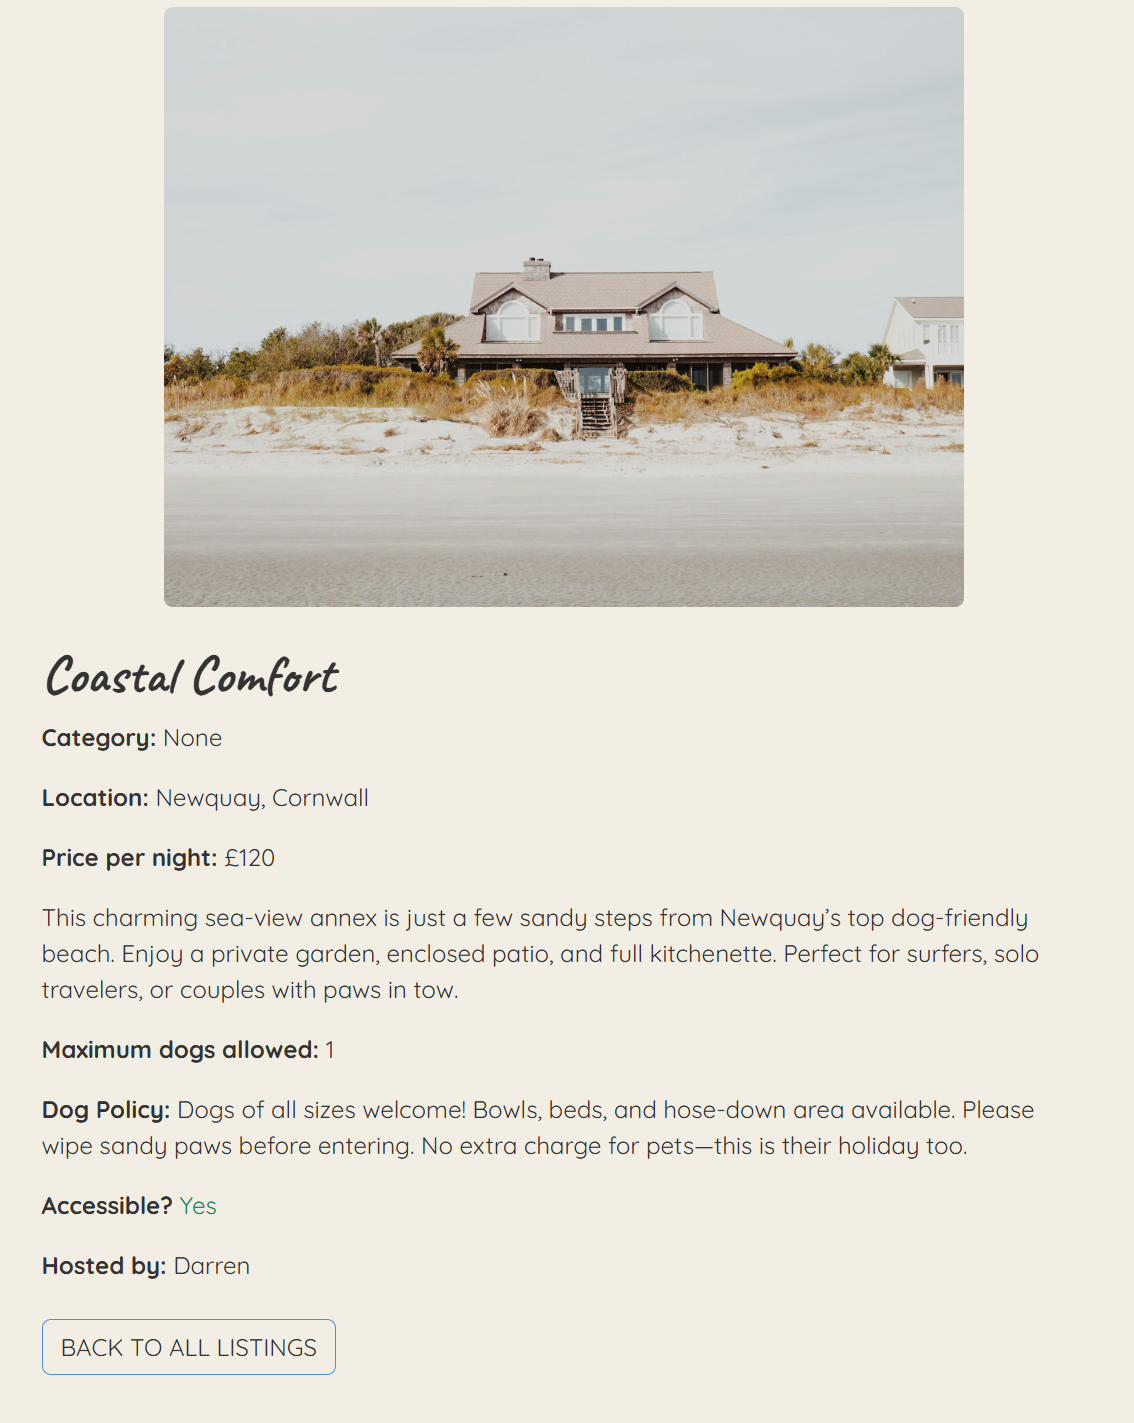 Coastal Comfort
Category: None
Location: Newquay, Cornwall
Price per night: £120
This charming sea-view annex is just a few sandy steps from Newquay’s top dog-friendly
beach. Enjoy a private garden, enclosed patio, and full kitchenette. Perfect for surfers, solo
travelers, or couples with paws in tow.
Maximum dogs allowed: 1
Dog Policy: Dogs of all sizes welcome! Bowls, beds, and hose-down area available. Please
wipe sandy paws before entering. No extra charge for pets—this is their holiday too.
Accessible? Yes
Hosted by: Darren
BACK TO ALL LISTINGS